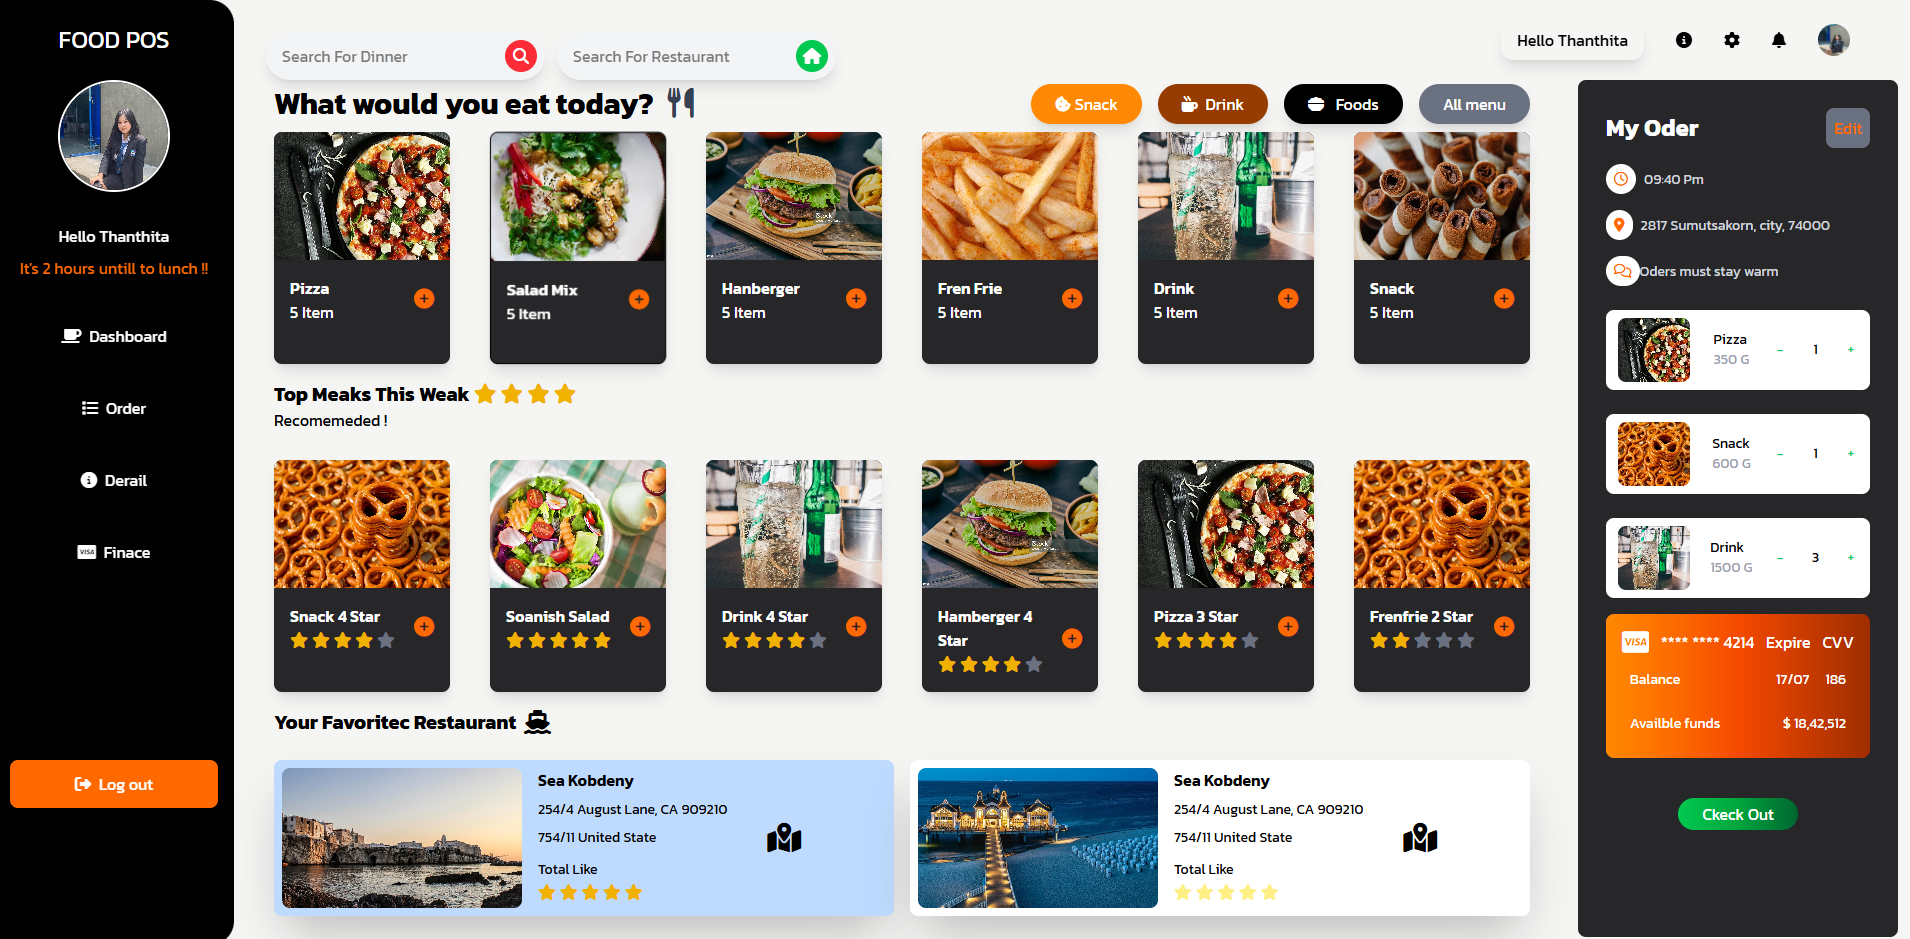 FOOD POS
Hello Thanthita
It's 2 hours untill to lunch !!
Dashboard
Order
Derail
VISA Finace
Log out
Search For Dinner
Search For Restaurant
Hello Thanthita
What would you eat today?
Snack
Drink
Foods
All menu
Pizza
5 Item
Salad Mix
5 Item
Hanberger
5 Item
Fren Frie
5 Item
Drink
5 Item
Snack
5 Item
Top Meaks This Weak
Recomemeded !
Snack 4 Star
Soanish Salad
Drink 4 Star
Hamberger 4
Star
Pizza 3 Star
Frenfrie 2 Star
Your Favoritec Restaurant
Sea Kobdeny
254/4 August Lane, CA 909210
754/11 United State
Total Like
Sea Kobdeny
254/4 August Lane, CA 909210
754/11 United State
Total Like
My Oder
Edit
09:40 Pm
2817 Sumutsakorn, city, 74000
Oders must stay warm
Pizza
350 G
- 1 +
Snack
600 G
- 1 +
Drink
1500 G
- 3 +
VISA **** **** 4214 Expire CVV
Balance 17/07 186
Availble funds $ 18,42,512
Ckeck Out